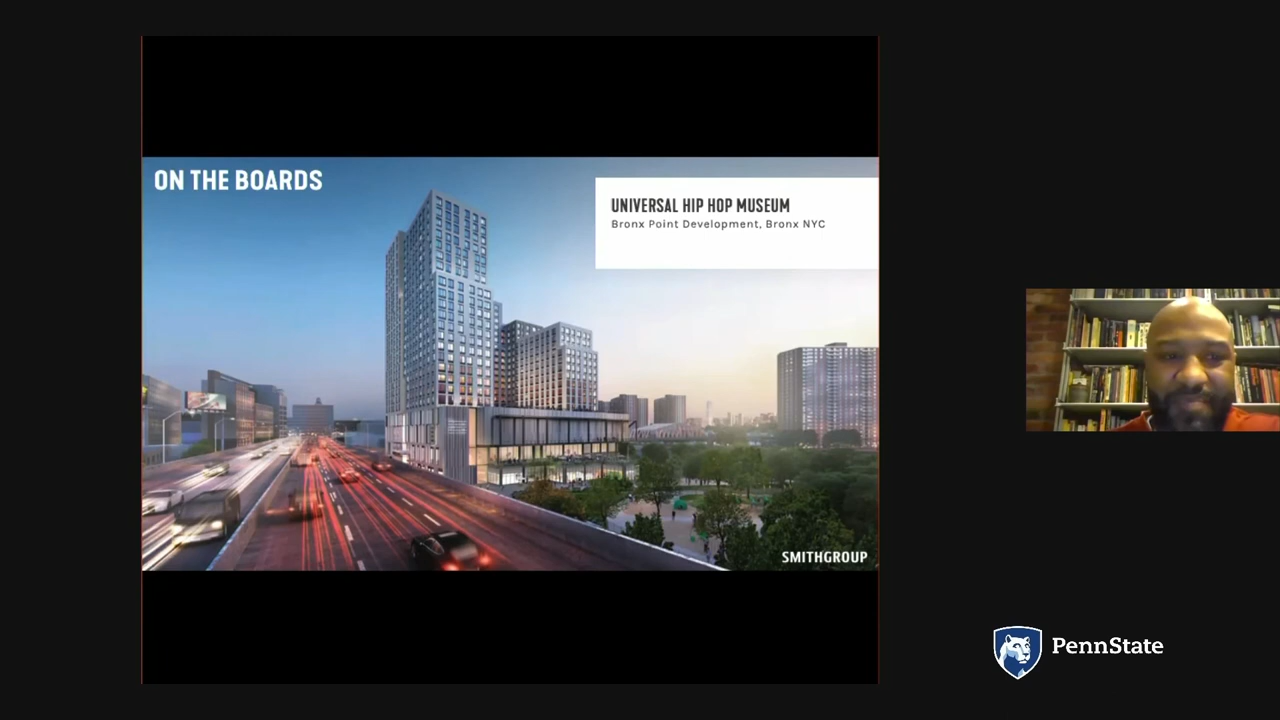 ON THE BOARDS
UNIVERSAL HIP HOP MUSEUM
Bronx Point Development, Bronx NYC
SMITHGROUP
PennState